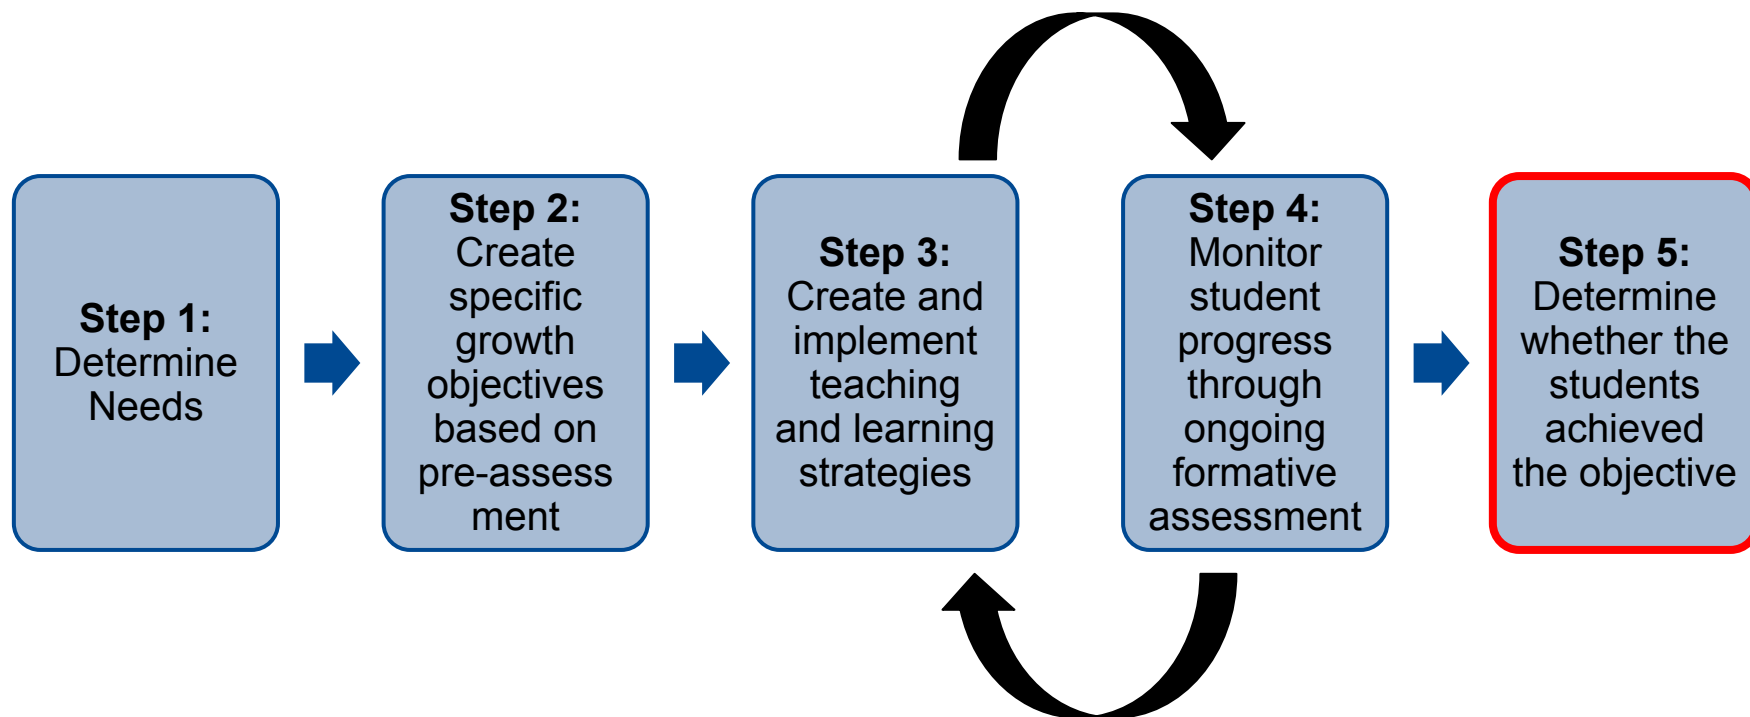 Step 1:
Determine
Needs
Step 2:
Create
specific
growth
objectives
based on
pre-assess
ment
Step 3:
Create and
implement
teaching
and learning
strategies
Step 4:
Monitor
student
progress
through
ongoing
formative
assessment
Step 5:
Determine
whether the
students
achieved
the objective